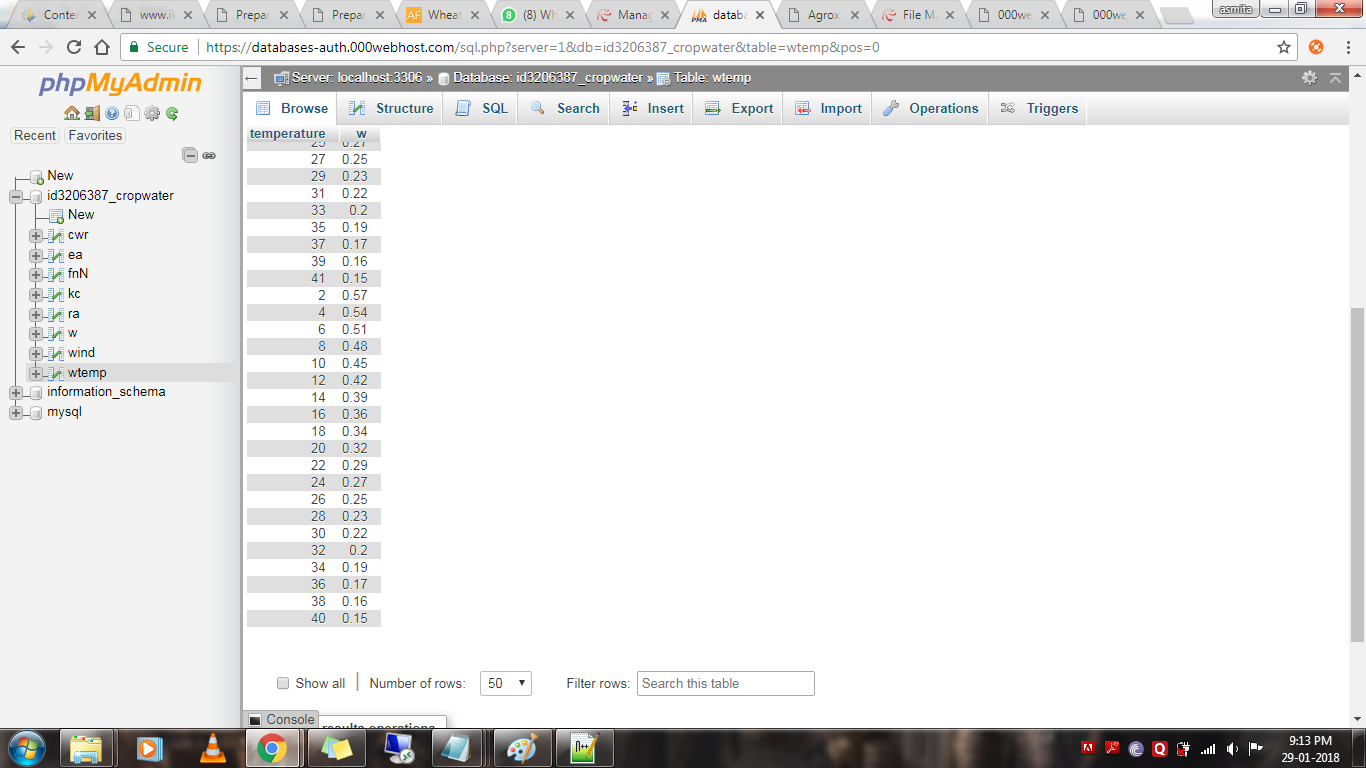 Conter
www.il
Prepar
Prepar
AF Wheat
8 (8) Wh
Manag
PMA databa
Agrox
File M
000we
000we
asmita
Secure https://databases-auth.000webhost.com/sql.php?server=1&db=id3206387_cropwater&table=wtemp&pos=0
phpMyAdmin
Recent Favorites
New
id3206387_cropwater
New
cwr
ea
fnN
kc
ra
w
wind
wtemp
information_schema
mysql
Server: localhost:3306 » Database: id3206387_cropwater » Table: wtemp
Browse Structure SQL Search Insert Export Import Operations Triggers
temperature w
25 0.27
27 0.25
29 0.23
31 0.22
33 0.2
35 0.19
37 0.17
39 0.16
41 0.15
2 0.57
4 0.54
6 0.51
8 0.48
10 0.45
12 0.42
14 0.39
16 0.36
18 0.34
20 0.32
22 0.29
24 0.27
26 0.25
28 0.23
30 0.22
32 0.2
34 0.19
36 0.17
38 0.16
40 0.15
Show all Number of rows: 50 Filter rows: Search this table
Console results operations
9:13 PM
29-01-2018